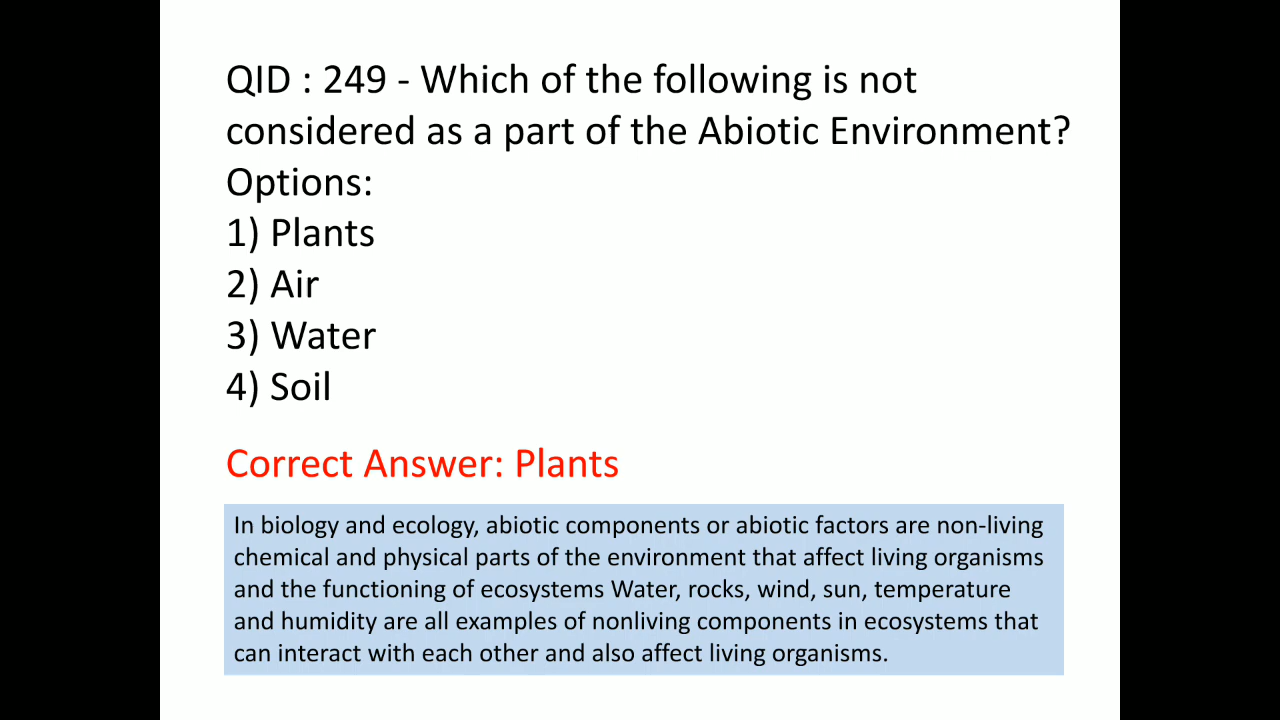 QID : 249 - Which of the following is not
considered as a part of the Abiotic Environment?
Options:
1) Plants
2) Air
3) Water
4) Soil
Correct Answer: Plants
In biology and ecology, abiotic components or abiotic factors are non-living
chemical and physical parts of the environment that affect living organisms
and the functioning of ecosystems Water, rocks, wind, sun, temperature
and humidity are all examples of nonliving components in ecosystems that
can interact with each other and also affect living organisms.